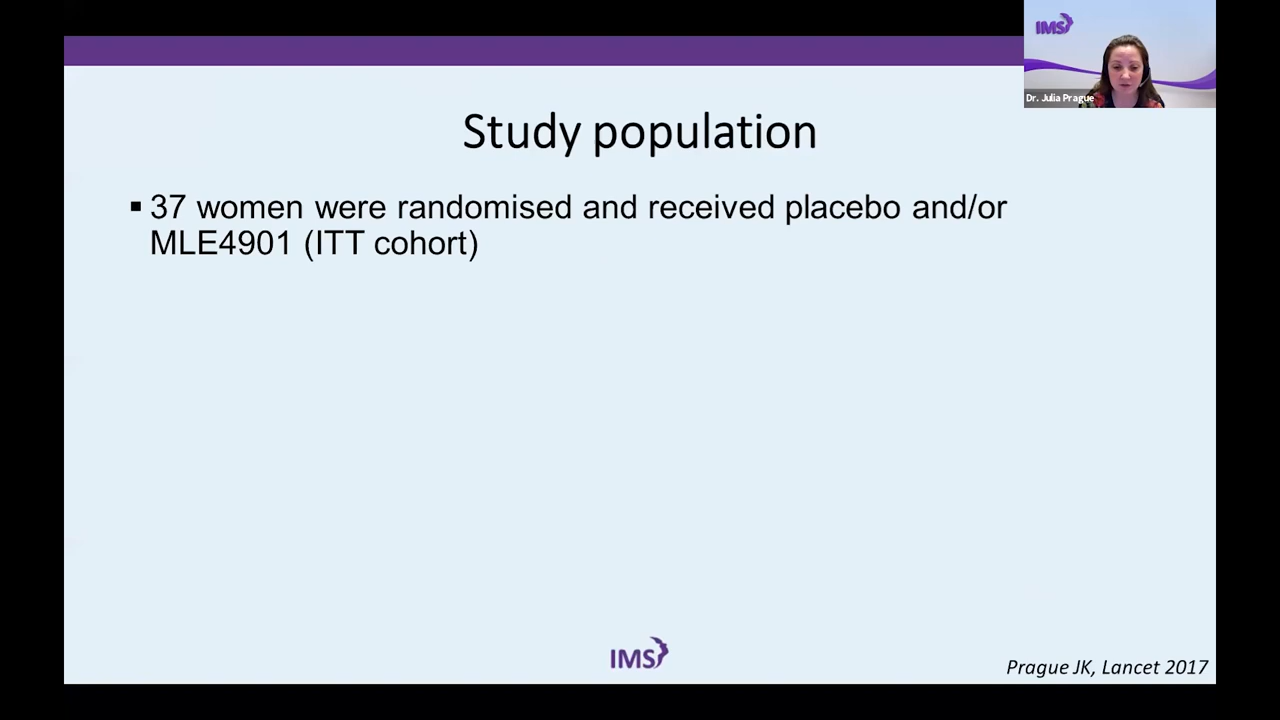 IMS
Dr. Julia Prague
Study population
▪ 37 women were randomised and received placebo and/or
MLE4901 (ITT cohort)
IMS
Prague JK, Lancet 2017